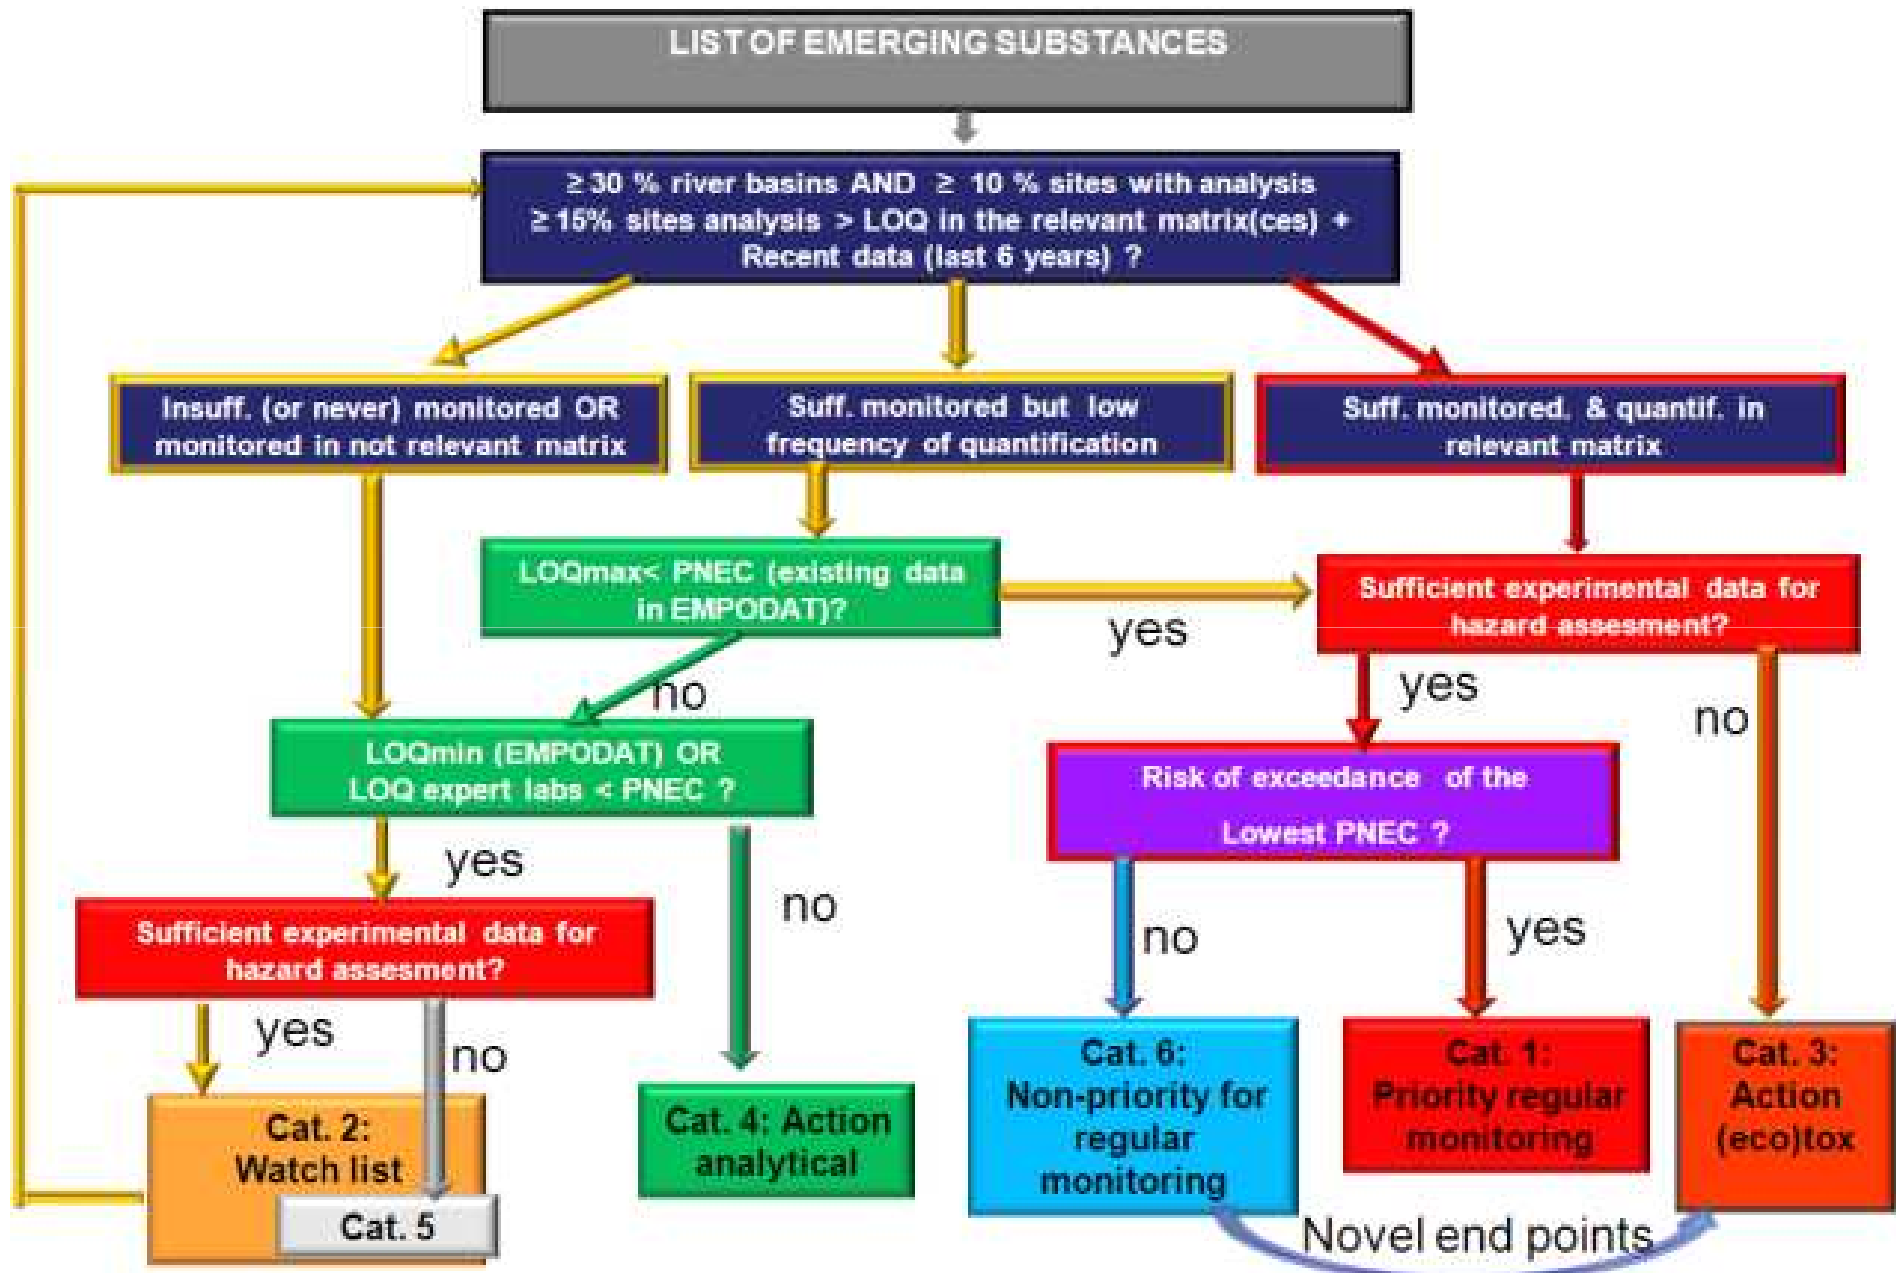 LIST OF EMERGING SUBSTANCES
≥ 30 % river basins AND ≥ 10 % sites with analysis
≥ 15% sites analysis > LOQ in the relevant matrix(ces) +
Recent data (last 6 years) ?
Insuff. (or never) monitored OR
monitored in not relevant matrix
Suff. monitored but low
frequency of quantification
Suff. monitored. & quantif. in
relevant matrix
LOQmax< PNEC (existing data
in EMPODAT)?
yes
Sufficient experimental data for
hazard assesment?
no
yes
no
LOQmin (EMPODAT) OR
LOQ expert labs < PNEC ?
Risk of exceedance of the
Lowest PNEC ?
yes
no
no
yes
Sufficient experimental data for
hazard assesment?
yes
no
Cat. 2:
Watch list
Cat. 5
Cat. 4: Action
analytical
Cat. 6:
Non-priority for
regular
monitoring
Cat. 1:
Priority regular
monitoring
Cat. 3:
Action
(eco)tox
Novel end points